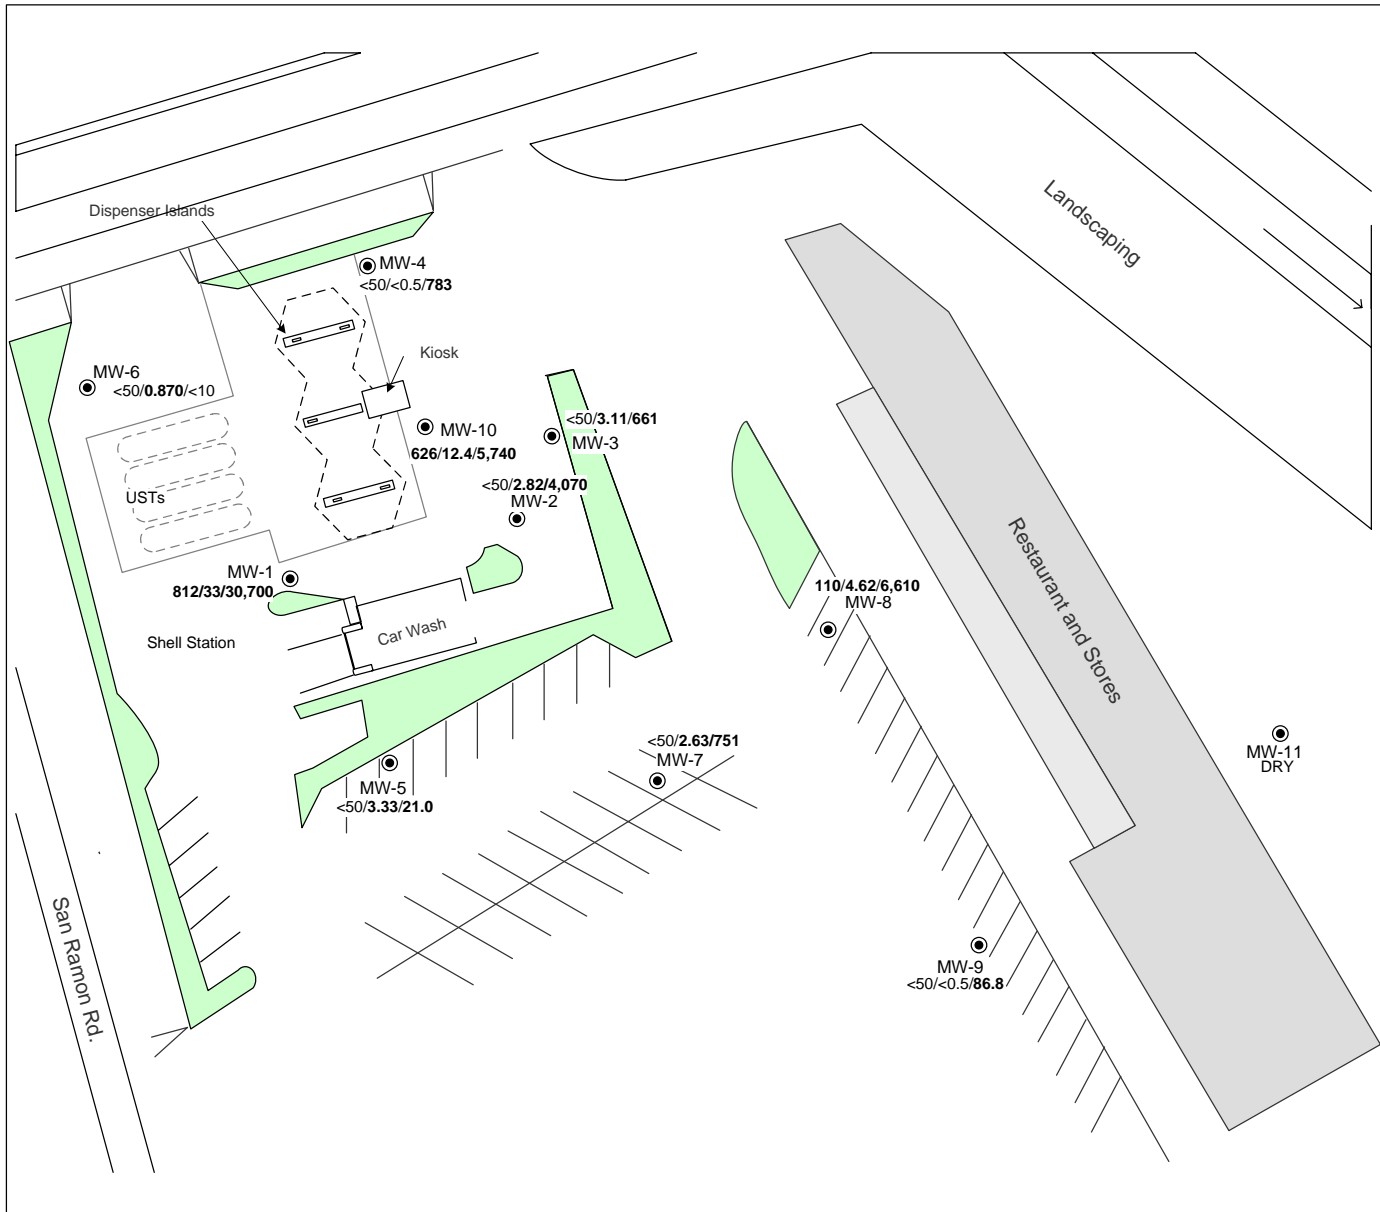 Landscaping
Dispenser Islands
MW-4
<50/<0.5/783
Kiosk
MW-6
<50/0.870/<10
<50/3.11/661
MW-3
MW-10
626/12.4/5,740
<50/2.82/4,070
MW-2
USTs
MW-1
812/33/30,700
110/4.62/6,610
MW-8
Restaurant and Stores
Car Wash
Shell Station
<50/2.63/751
MW-7
MW-11
DRY
MW-5
<50/3.33/21.0
San Ramon Rd.
MW-9
<50/<0.5/86.8